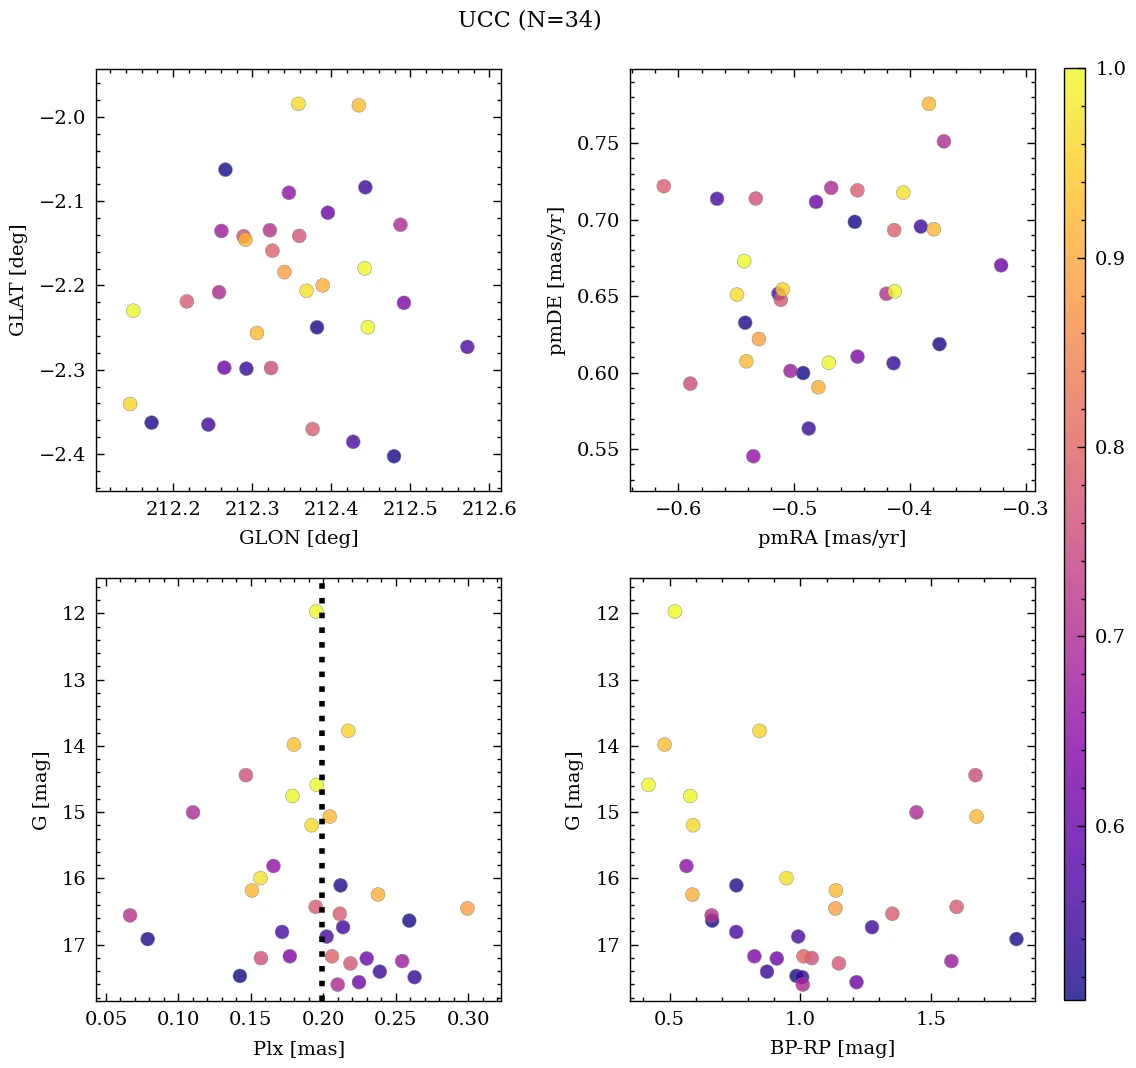 UCC (N=34)
−2.0
−2.1
−2.2
−2.3
−2.4
GLAT [deg]
212.2 212.3 212.4 212.5 212.6
GLON [deg]
0.75
0.70
0.65
0.60
0.55
pmDE [mas/yr]
−0.6 −0.5 −0.4 −0.3
pmRA [mas/yr]
12
13
14
15
16
17
G [mag]
0.05 0.10 0.15 0.20 0.25 0.30
Plx [mas]
12
13
14
15
16
17
G [mag]
0.5 1.0 1.5
BP-RP [mag]
1.0
0.9
0.8
0.7
0.6